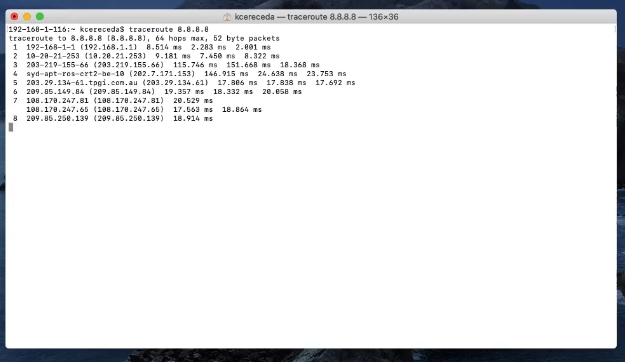 kcereceda — traceroute 8.8.8.8 — 136×36
192-168-1-116:~ kcereceda$ traceroute 8.8.8.8
traceroute to 8.8.8.8 (8.8.8.8), 64 hops max, 52 byte packets
1 192-168-1-1 (192.168.1.1) 8.514 ms 2.283 ms 2.001 ms
2 10-20-21-253 (10.20.21.253) 9.181 ms 7.450 ms 8.322 ms
3 203-219-155-66 (203.219.155.66) 115.746 ms 151.668 ms 18.368 ms
4 syd-apt-ros-crt2-be-10 (202.7.171.153) 146.915 ms 24.638 ms 23.753 ms
5 203.29.134-61.tpgi.com.au (203.29.134.61) 17.806 ms 17.838 ms 17.692 ms
6 209.85.149.84 (209.85.149.84) 19.357 ms 18.332 ms 20.058 ms
7 108.170.247.81 (108.170.247.81) 20.529 ms
108.170.247.65 (108.170.247.65) 17.563 ms 18.864 ms
8 209.85.250.139 (209.85.250.139) 18.914 ms